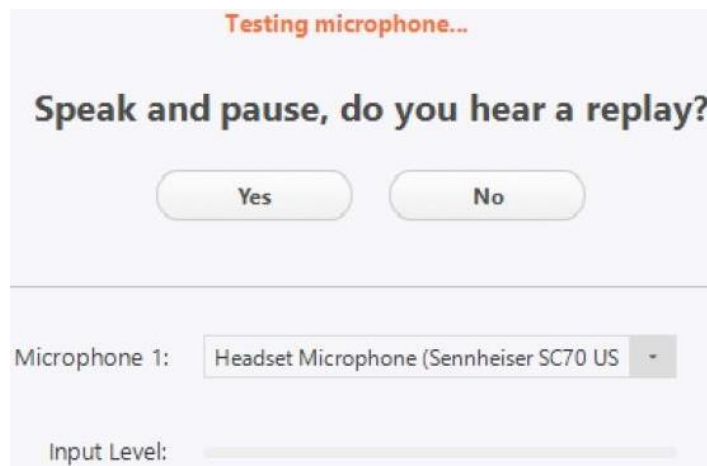 Testing microphone...
Speak and pause, do you hear a replay?
Yes No
Microphone 1: Headset Microphone (Sennheiser SC70 US
Input Level: